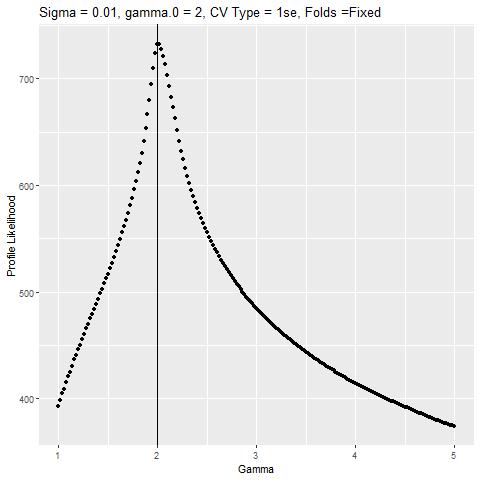 Sigma = 0.01, gamma.0 = 2, CV Type = 1se, Folds =Fixed
700
600
500
400
Profile Likelihood
1 2 3 4 5
Gamma